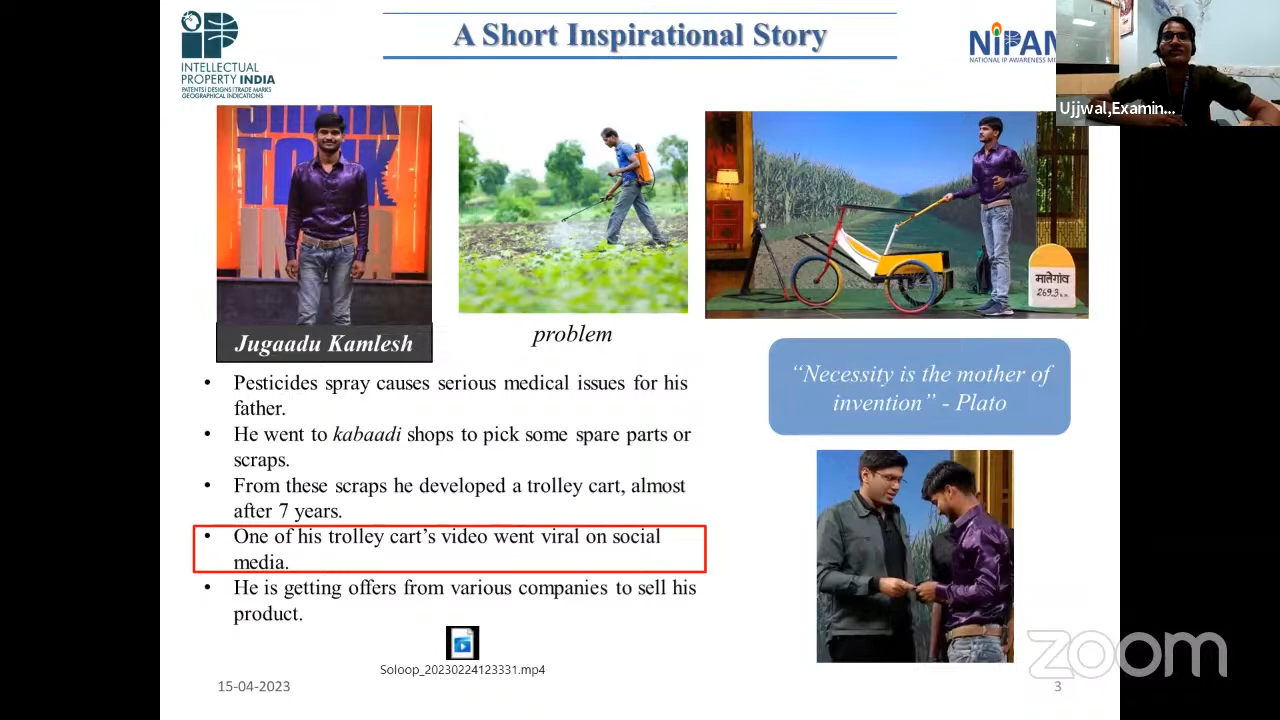 A Short Inspirational Story
INTELLECTUAL
PROPERTY INDIA
PATENTS | DESIGNS | TRADE MARKS
GEOGRAPHICAL INDICATIONS
NATIONAL IP AWARENESS
Ujjwal,Examin...
SHARK
TANK
Jugaadu Kamlesh
problem
मालेगांव
269.3 k.m
“Necessity is the mother of
invention” - Plato
• Pesticides spray causes serious medical issues for his
father.
• He went to kabaadi shops to pick some spare parts or
scraps.
• From these scraps he developed a trolley cart, almost
after 7 years.
• One of his trolley cart’s video went viral on social
media.
• He is getting offers from various companies to sell his
product.
Soloop_20230224123331.mp4
15-04-2023
3
zoom